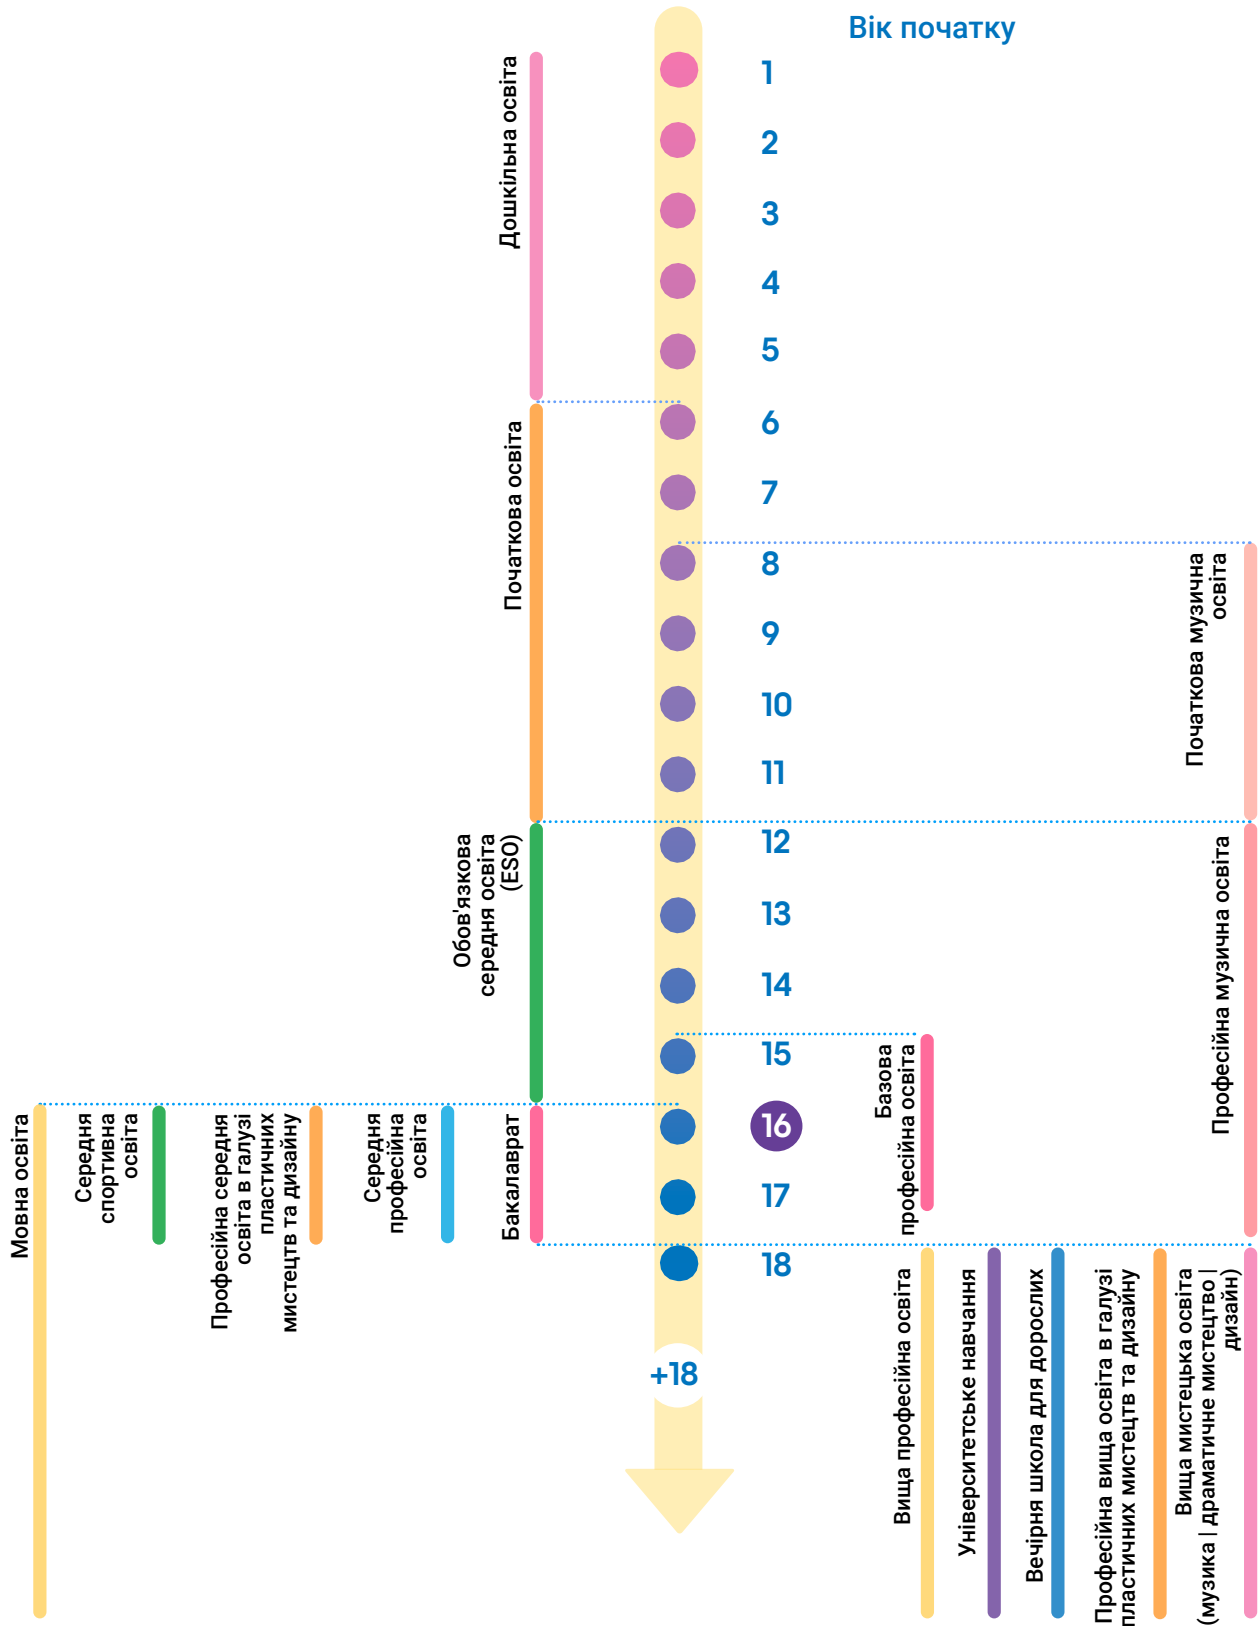 Вік початку
1
2
3
4
5
6
7
8
9
10
11
12
13
14
15
16
17
18
+18
Дошкільна освіта
Початкова освіта
Обов'язкова
середня освіта
(ESO)
Бакалаврат
Середня
професійна
освіта
Професійна середня
освіта в галузі
пластичних
мистецтв та дизайну
Середня
спортивна
освіта
Мовна освіта
Початкова музична
освіта
Професійна музична освіта
Базова
професійна освіта
Вища професійна освіта
Університетське навчання
Вечірня школа для дорослих
Професійна вища освіта в галузі
пластичних мистецтв та дизайну
Вища мистецька освіта
(музика | драматичне мистецтво |
дизайн)